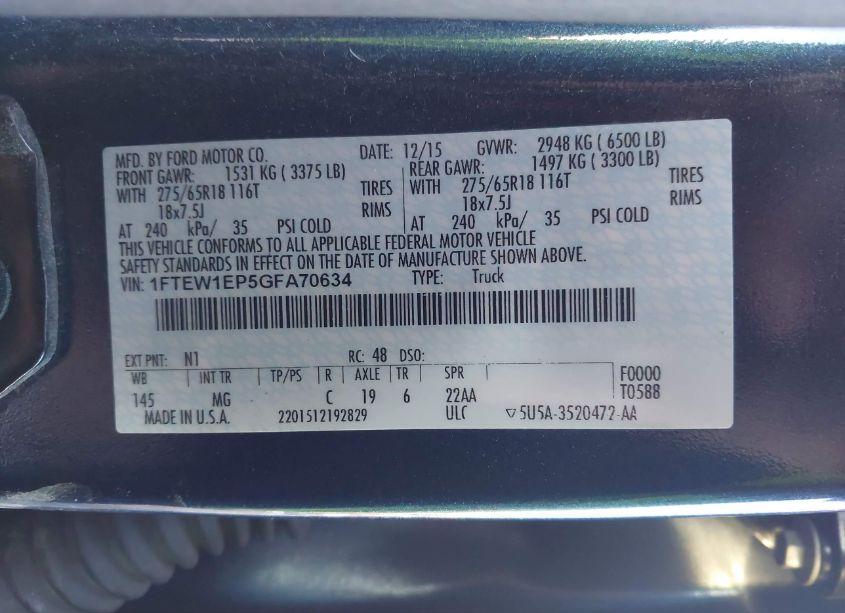 MFD. BY FORD MOTOR CO. DATE: 12/15 GVWR: 2948 KG ( 6500 LB)
FRONT GAWR: 1531 KG ( 3375 LB) REAR GAWR: 1497 KG ( 3300 LB)
WITH 275/65R18 116T TIRES WITH 275/65R18 116T TIRES
18x7.5J RIMS 18x7.5J RIMS
AT 240 kPa/ 35 PSI COLD AT 240 kPa/ 35 PSI COLD
THIS VEHICLE CONFORMS TO ALL APPLICABLE FEDERAL MOTOR VEHICLE
SAFETY STANDARDS IN EFFECT ON THE DATE OF MANUFACTURE SHOWN ABOVE.
VIN: 1FTEW1EP5GFA70634 TYPE: Truck
EXT PNT: N1 RC: 48 DSO: F0000
WB INT TR TP/PS R AXLE TR SPR T0588
145 MG C 19 6 22AA
MADE IN U.S.A. 2201512192829 ULC ▽5U5A-3520472-AA